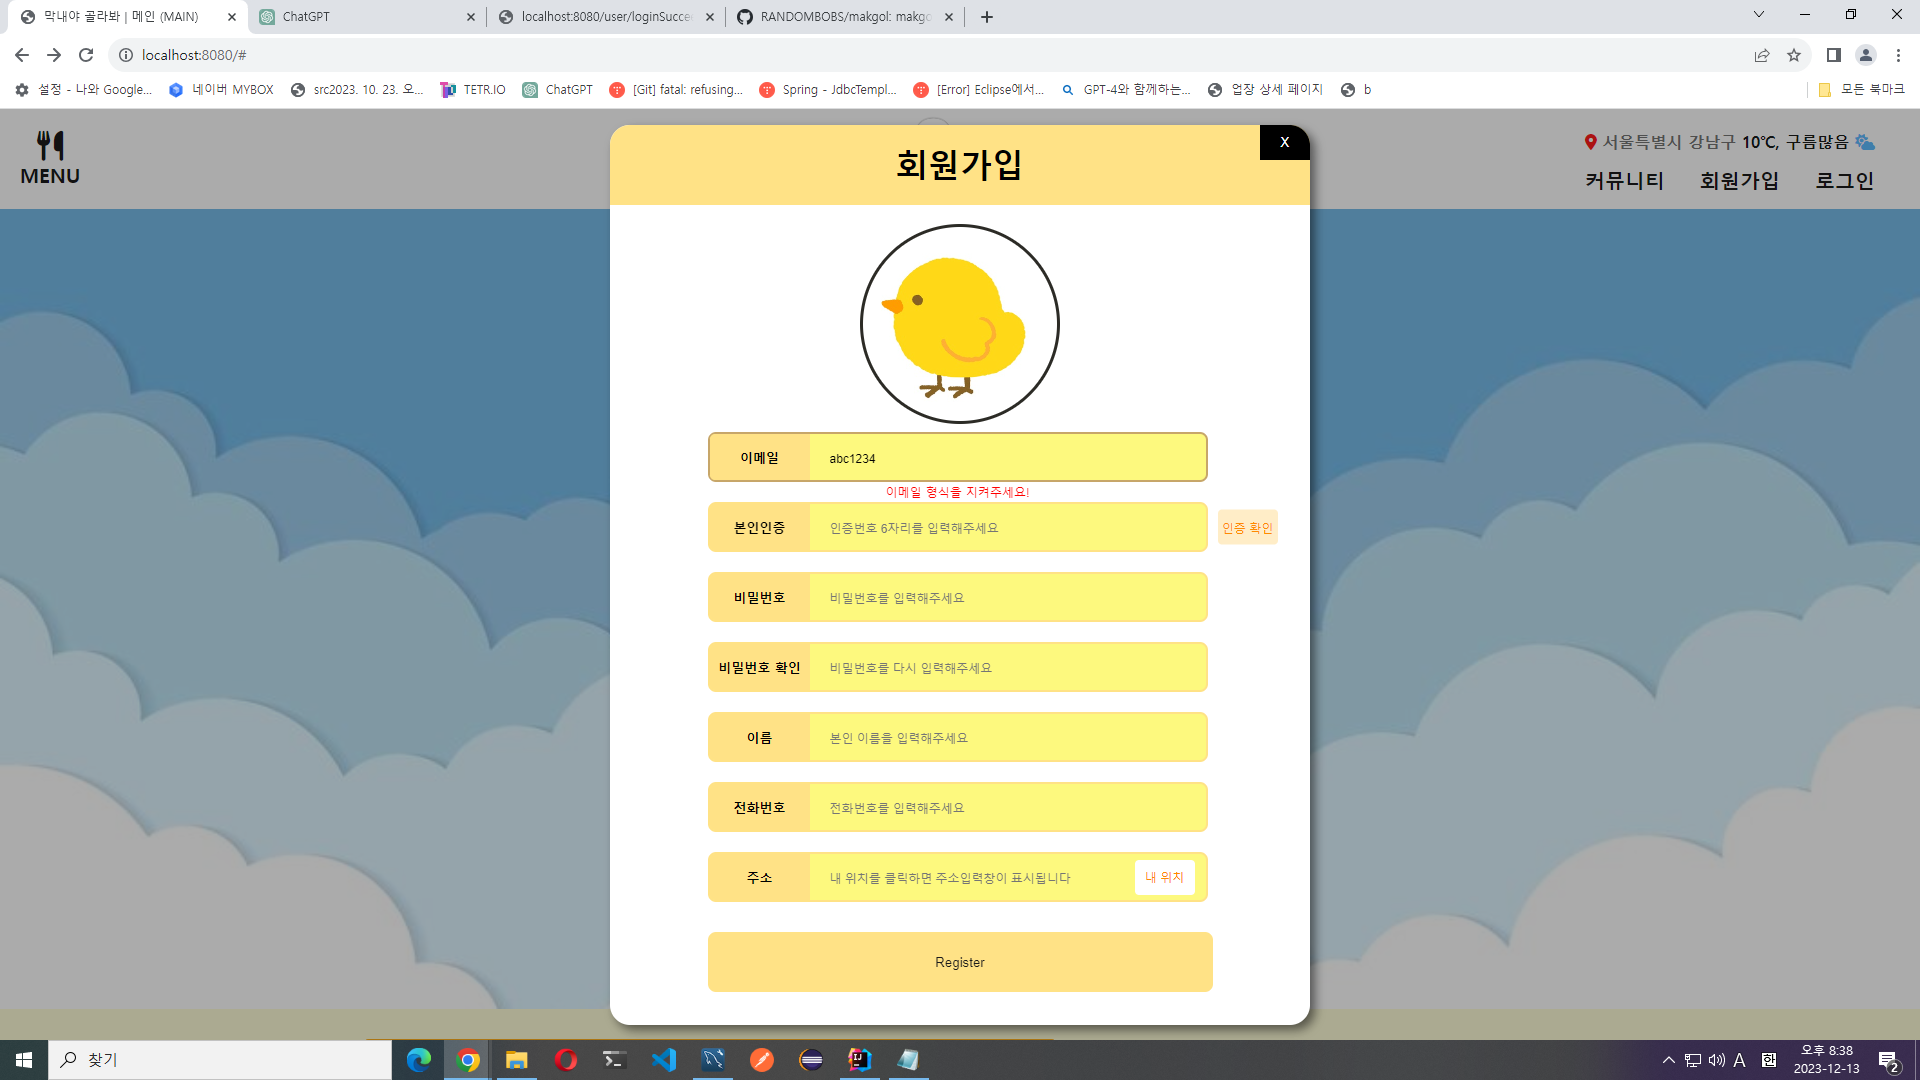 막내야 골라봐 | 메인 (MAIN)
ChatGPT
localhost:8080/user/loginSucce
RANDOMBOBS/makgol: makgo
localhost:8080/#
설정 - 나와 Google...
네이버 MYBOX
src2023. 10. 23. 오...
TETR.IO
ChatGPT
[Git] fatal: refusing...
Spring - JdbcTempl...
[Error] Eclipse에서...
GPT-4와 함께하는...
업장 상세 페이지
b
모든 북마크
MENU
서울특별시 강남구 10℃, 구름많음
커뮤니티 회원가입 로그인
회원가입
X
이메일 abc1234
이메일 형식을 지켜주세요!
본인인증 인증번호 6자리를 입력해주세요 인증 확인
비밀번호 비밀번호를 입력해주세요
비밀번호 확인 비밀번호를 다시 입력해주세요
이름 본인 이름을 입력해주세요
전화번호 전화번호를 입력해주세요
주소 내 위치를 클릭하면 주소입력창이 표시됩니다 내 위치
Register
찾기
A
한
오후 8:38
2023-12-13
2